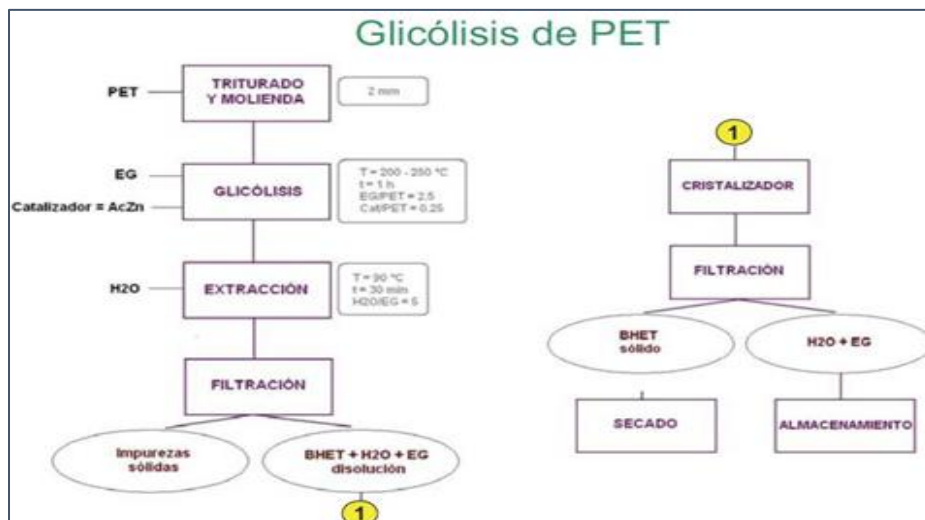 Glicólisis de PET
PET
TRITURADO
Y MOLIENDA
2 mm
EG
Catalizador = AcZn
GLICÓLISIS
T = 200 - 250 ºC
t = 1 h
EG/PET = 2.5
Cat/PET = 0.25
H2O
EXTRACCIÓN
T = 90 ºC
t = 30 min
H2O/EG = 5
FILTRACIÓN
Impurezas
sólidas
BHET + H2O + EG
disolución
1
1
CRISTALIZADOR
FILTRACIÓN
BHET
sólido
H2O + EG
SECADO
ALMACENAMIENTO